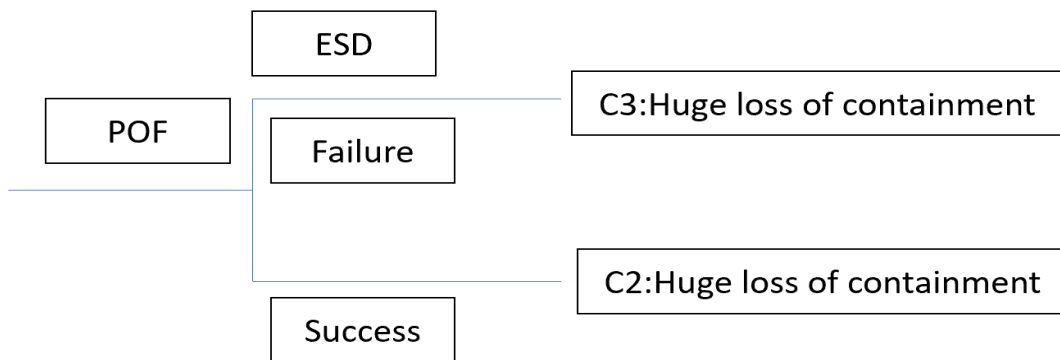 ESD
POF
C3:Huge loss of containment
Failure
C2:Huge loss of containment
Success